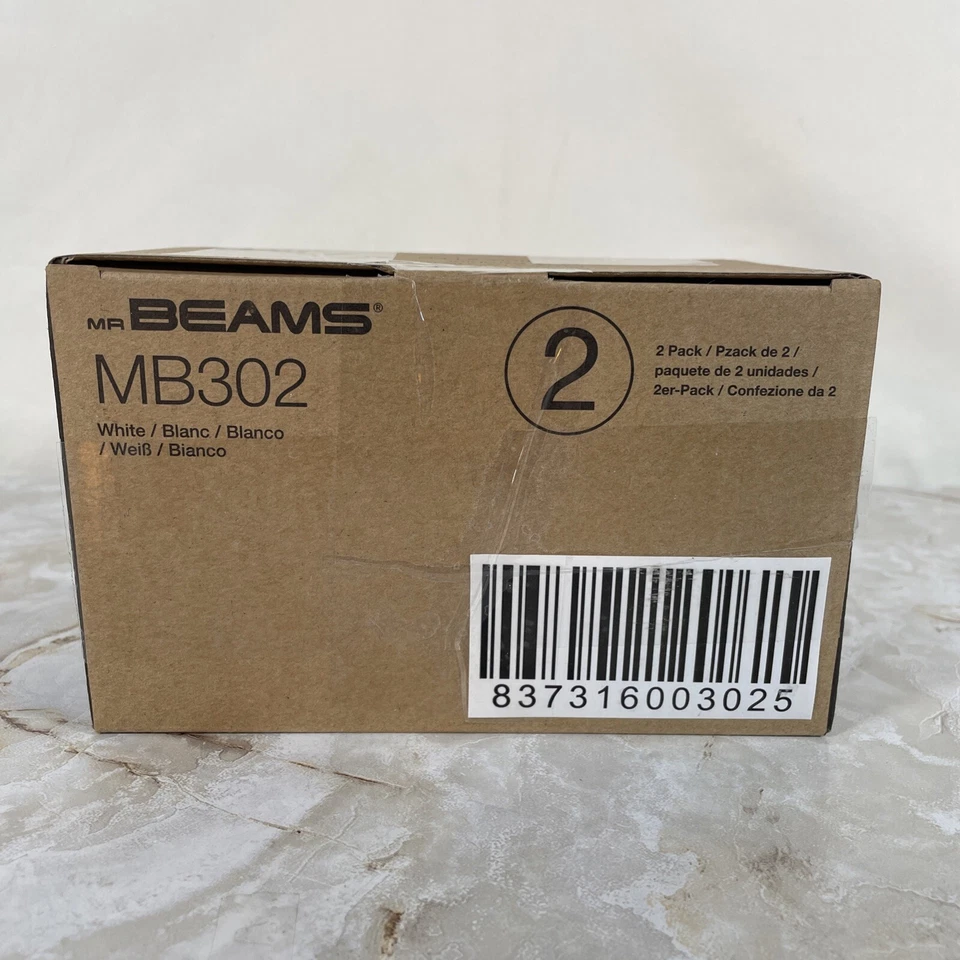 MR BEAMS®
MB302
White / Blanc / Blanco
/ Weiß / Bianco
2
2 Pack / Pzack de 2 /
paquete de 2 unidades /
2er-Pack / Confezione da 2
837316003025